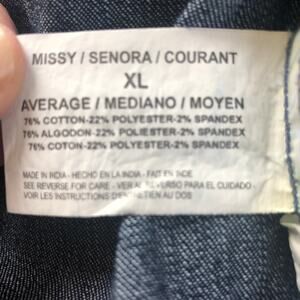 MISSY / SENORA / COURANT
XL
AVERAGE / MEDIANO / MOYEN
76% COTTON-22% POLYESTER-2% SPANDEX
76% ALGODON-22% POLIESTER-2% SPANDEX
76% COTON-22% POLYESTER-2% SPANDEX
MADE IN INDIA - HECHO EN LA INDIA - FAIT EN INDE
SEE REVERSE FOR CARE - VER AL REVERSO PARA EL CUIDADO -
VOIR LES INSTRUCTIONS D'ENTRETIEN AU DOS